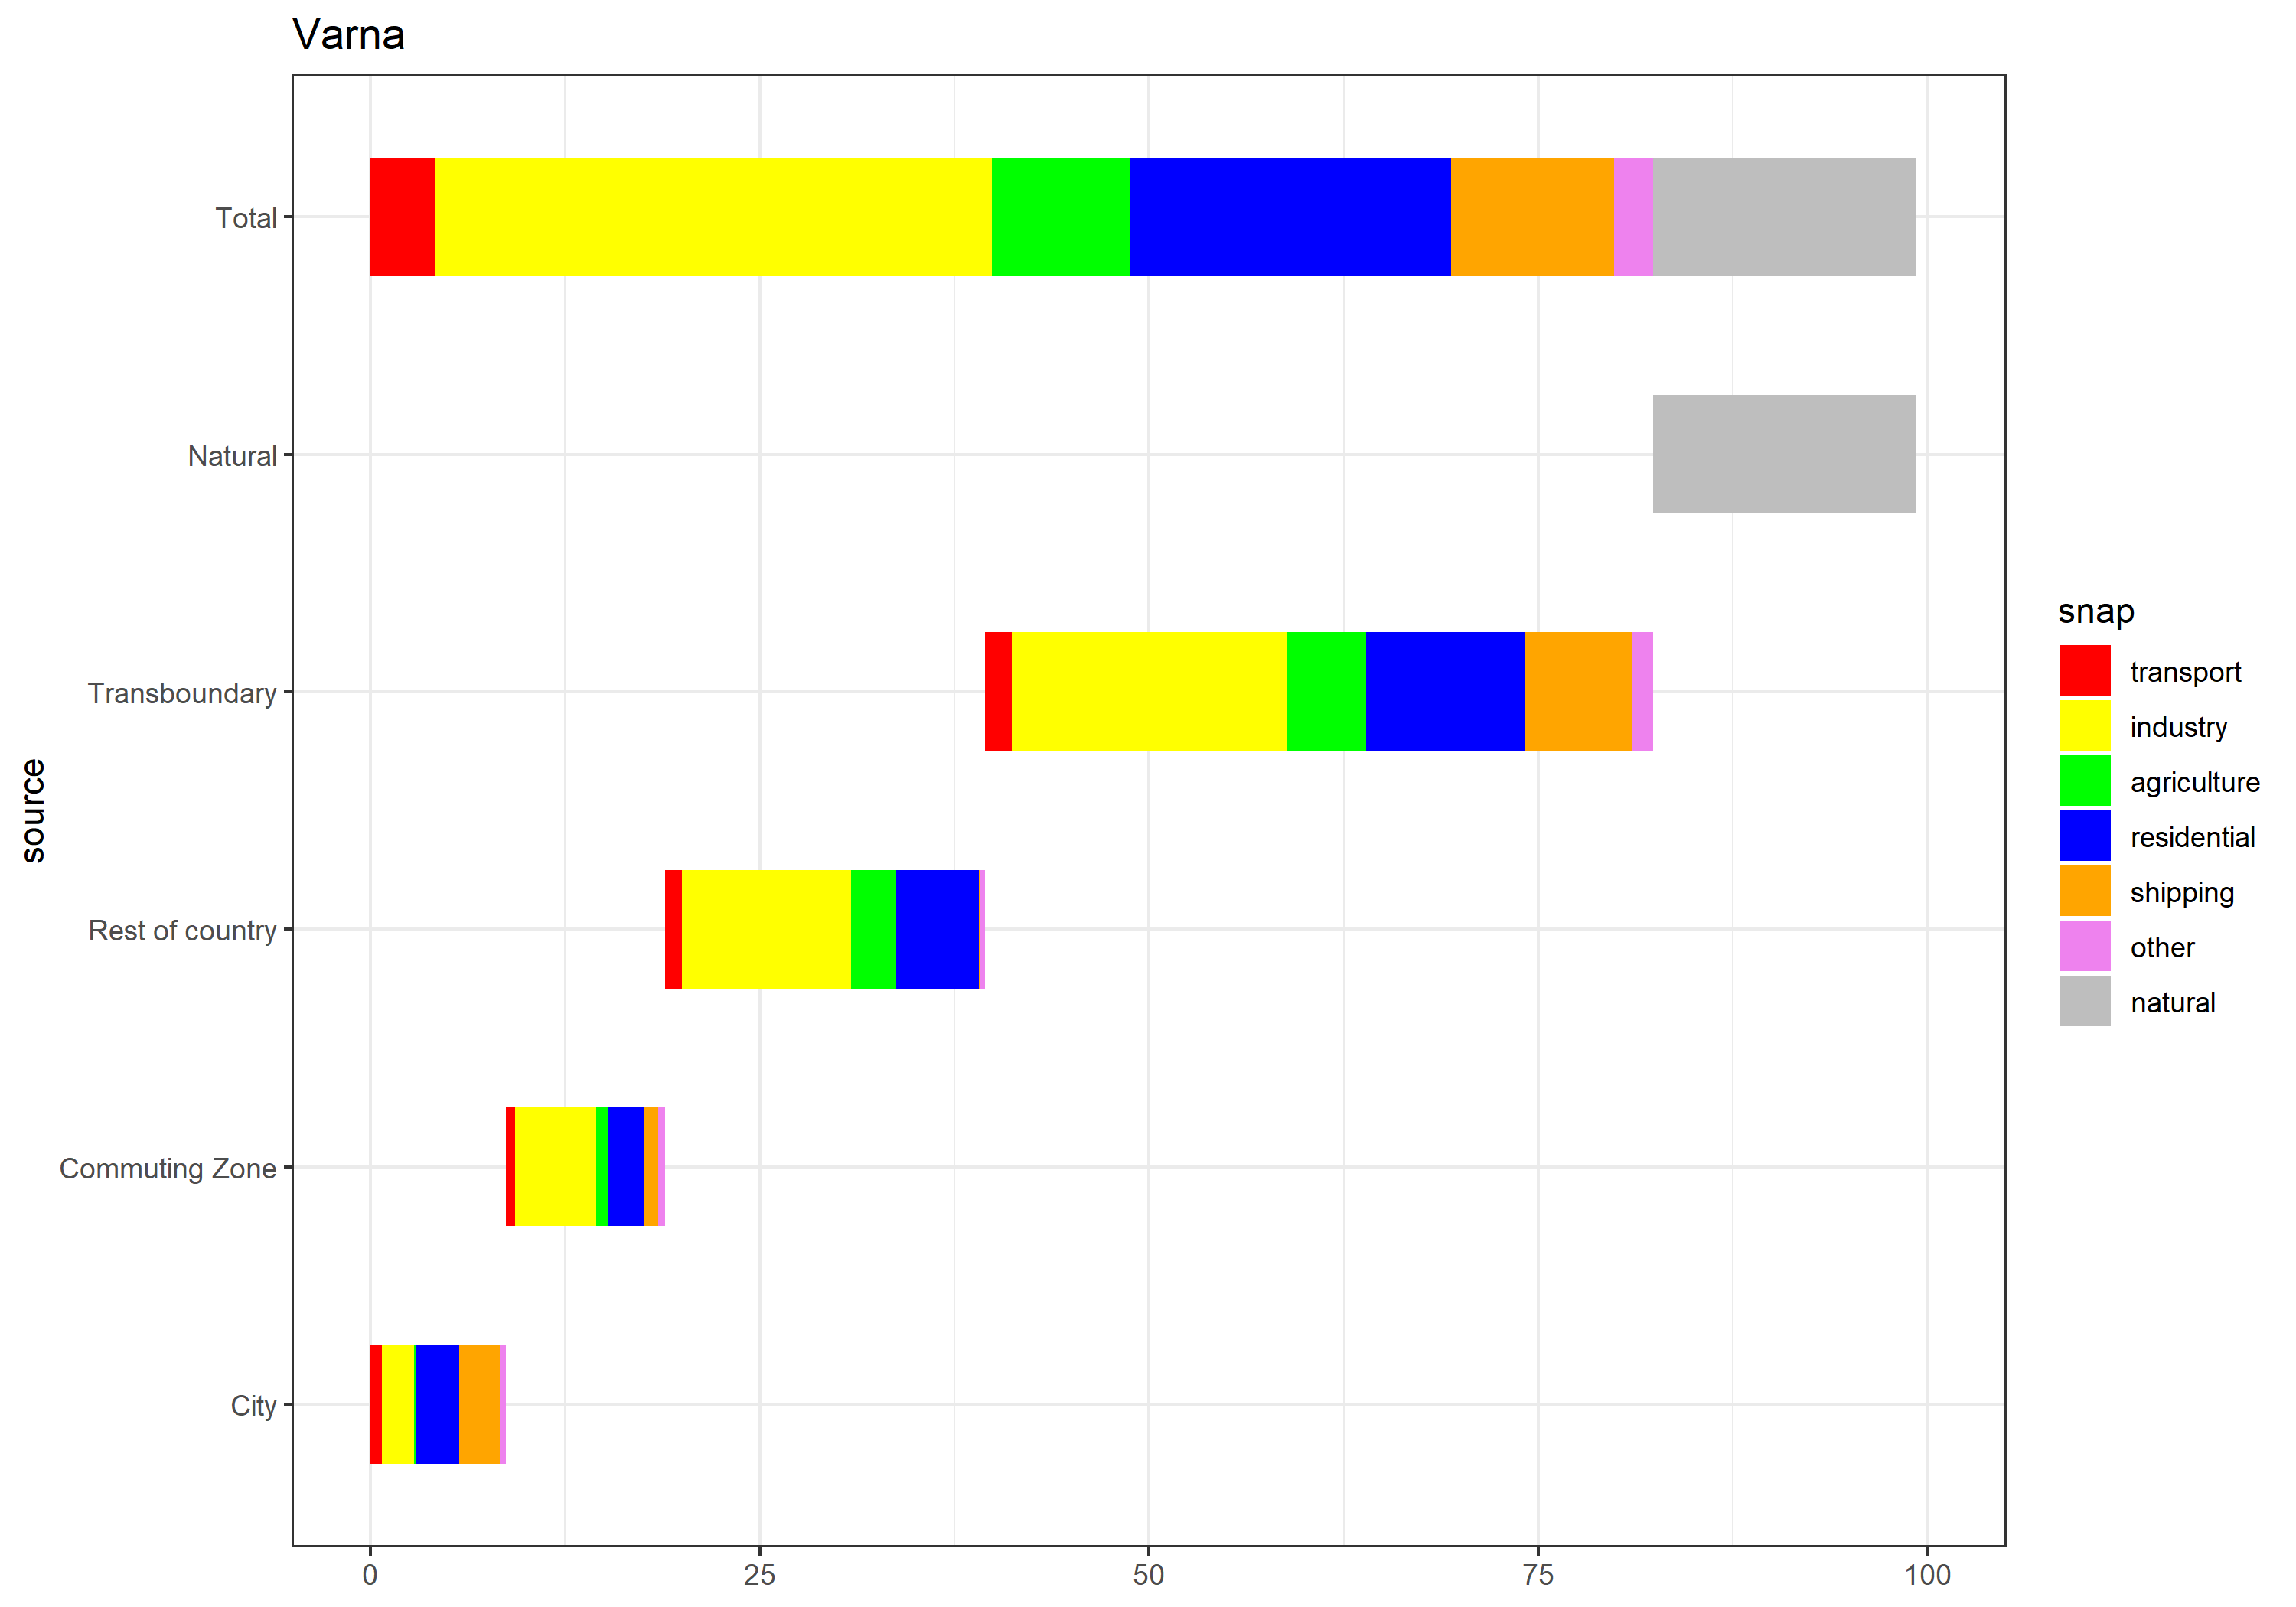 Varna
Total
Natural
Transboundary
Rest of country
Commuting Zone
City
source
0 25 50 75 100
snap
transport
industry
agriculture
residential
shipping
other
natural